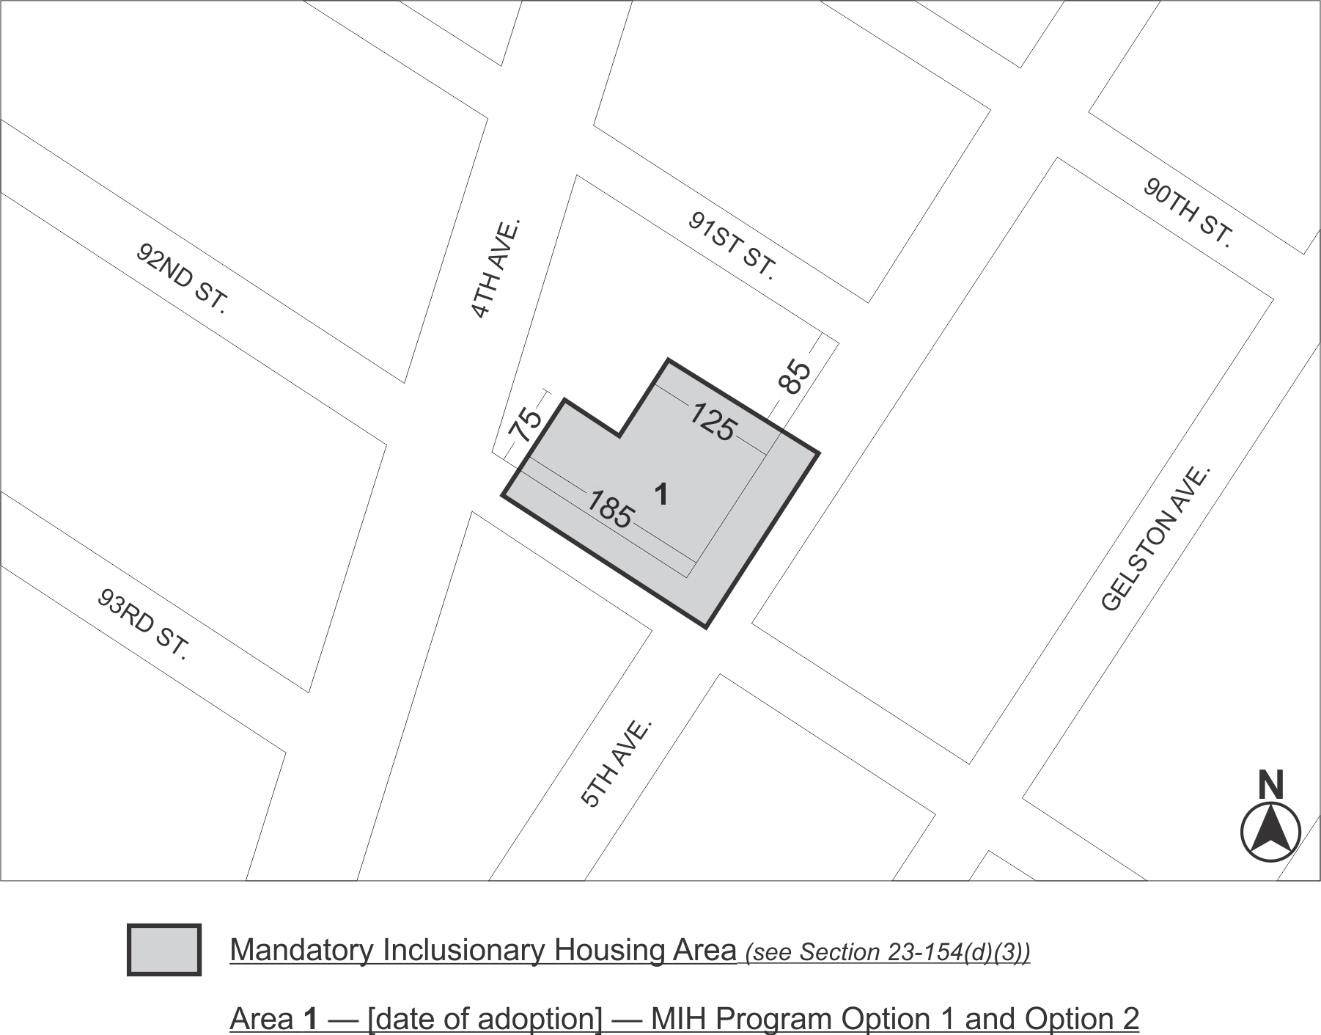 90TH ST.
91ST ST.
4TH AVE.
92ND ST.
85
125
75
1
185
GELSTON AVE.
93RD ST.
5TH AVE.
N
Mandatory Inclusionary Housing Area (see Section 23-154(d)(3))
Area 1 — [date of adoption] — MIH Program Option 1 and Option 2